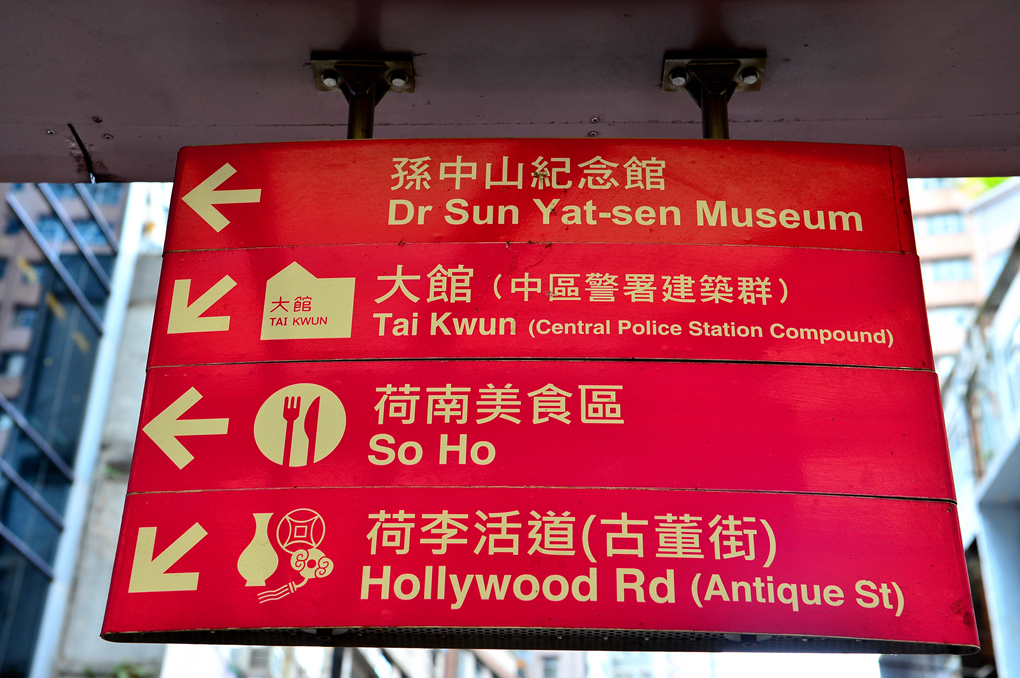 孫中山紀念館
Dr Sun Yat-sen Museum
大館
TAI KWUN
大館（中區警署建築群）
Tai Kwun (Central Police Station Compound)
荷南美食區
So Ho
荷李活道(古董街)
Hollywood Rd (Antique St)